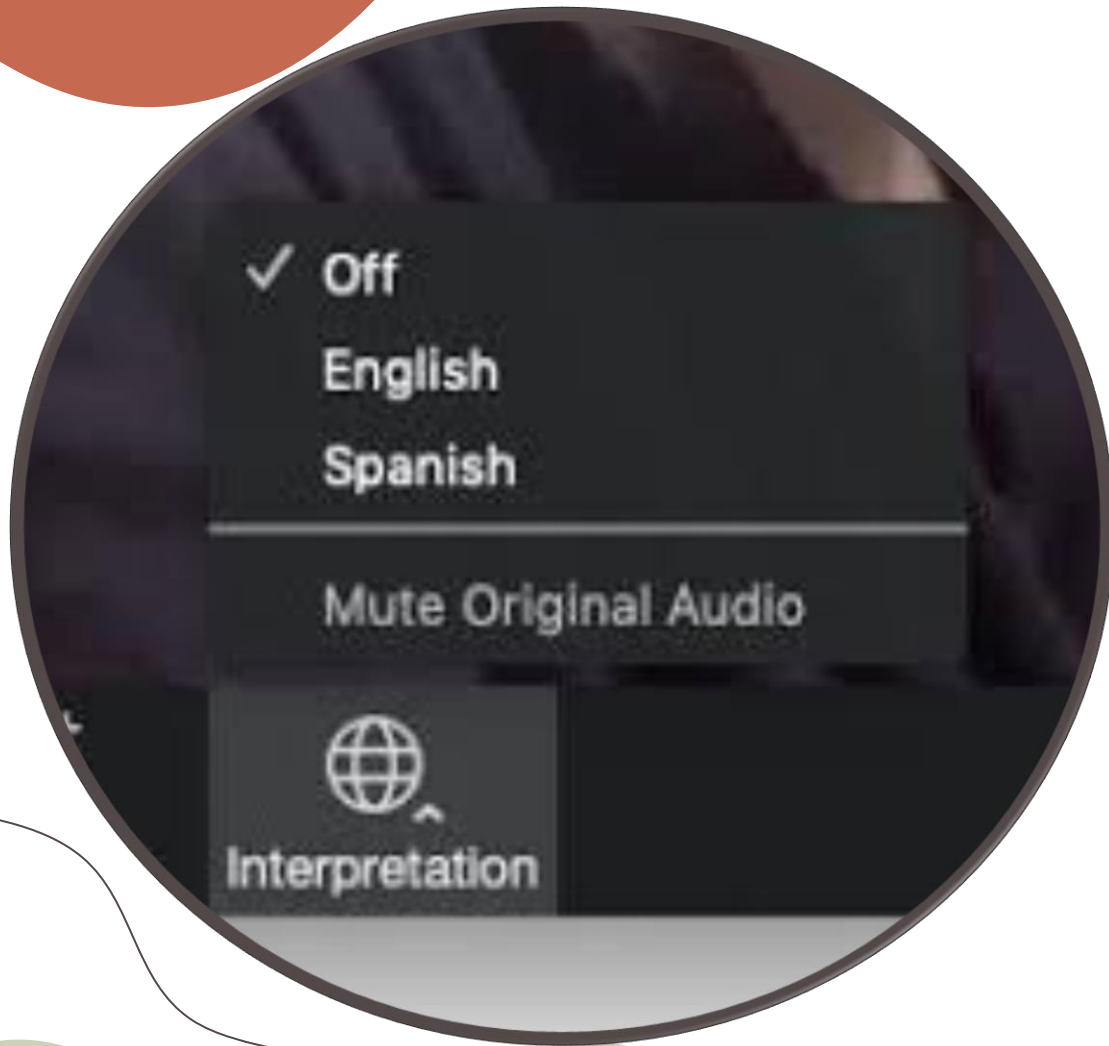 Off
English
Spanish
Mute Original Audio
Interpretation